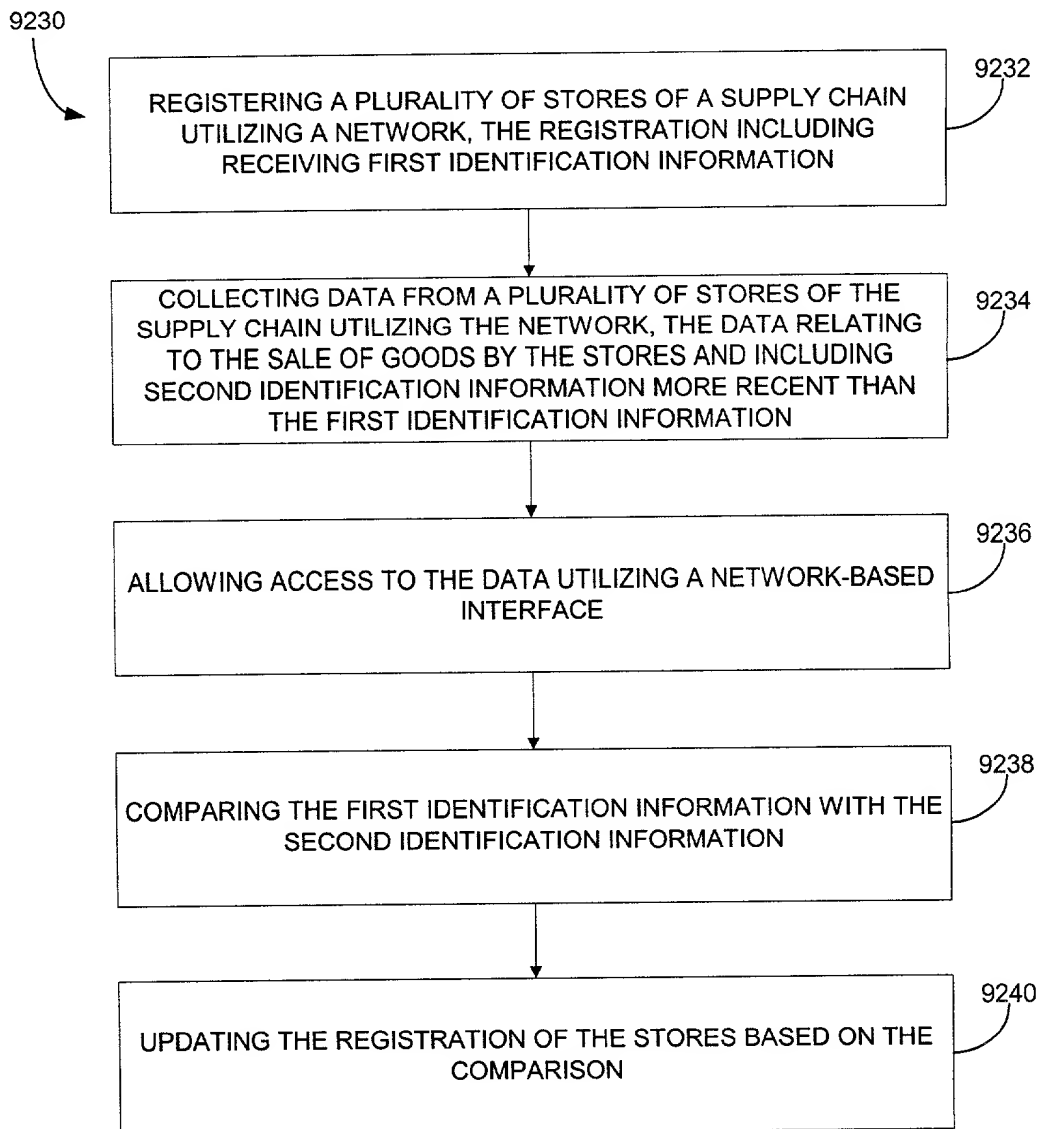 9230
9232
REGISTERING A PLURALITY OF STORES OF A SUPPLY CHAIN
UTILIZING A NETWORK, THE REGISTRATION INCLUDING
RECEIVING FIRST IDENTIFICATION INFORMATION
9234
COLLECTING DATA FROM A PLURALITY OF STORES OF THE
SUPPLY CHAIN UTILIZING THE NETWORK, THE DATA RELATING
TO THE SALE OF GOODS BY THE STORES AND INCLUDING
SECOND IDENTIFICATION INFORMATION MORE RECENT THAN
THE FIRST IDENTIFICATION INFORMATION
9236
ALLOWING ACCESS TO THE DATA UTILIZING A NETWORK-BASED
INTERFACE
9238
COMPARING THE FIRST IDENTIFICATION INFORMATION WITH THE
SECOND IDENTIFICATION INFORMATION
9240
UPDATING THE REGISTRATION OF THE STORES BASED ON THE
COMPARISON